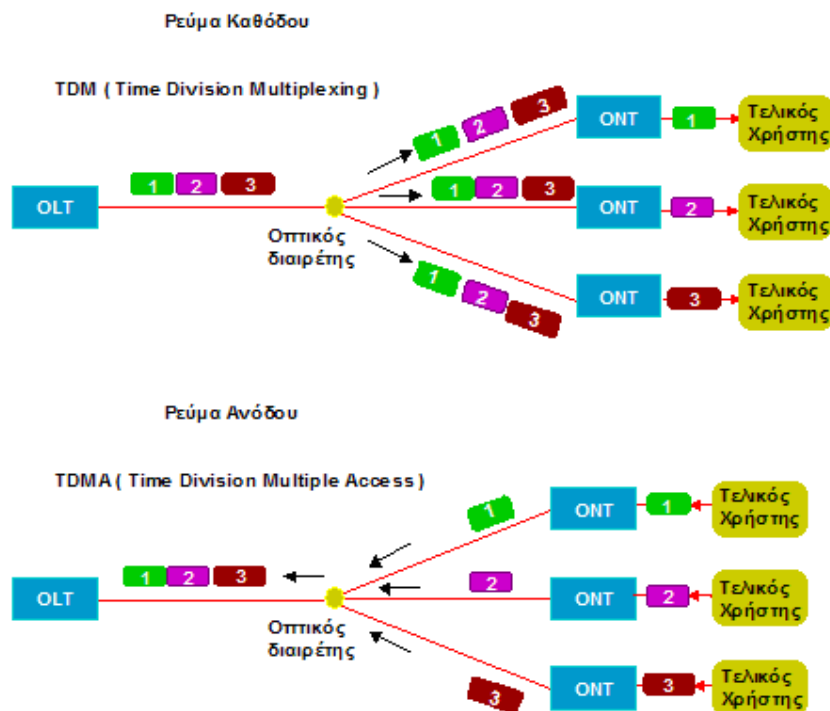 Ρεύμα Καθόδου
TDM ( Time Division Multiplexing )
1 2 3
ONT
1
Τελικός
Χρήστης
OLT
1 2 3
1 2 3
ONT
2
Τελικός
Χρήστης
Οπτικός
διαιρέτης
1 2 3
ONT
3
Τελικός
Χρήστης
Ρεύμα Ανόδου
TDMA ( Time Division Multiple Access )
1
ONT
1
Τελικός
Χρήστης
OLT
1 2 3
2
ONT
2
Τελικός
Χρήστης
Οπτικός
διαιρέτης
3
ONT
3
Τελικός
Χρήστης